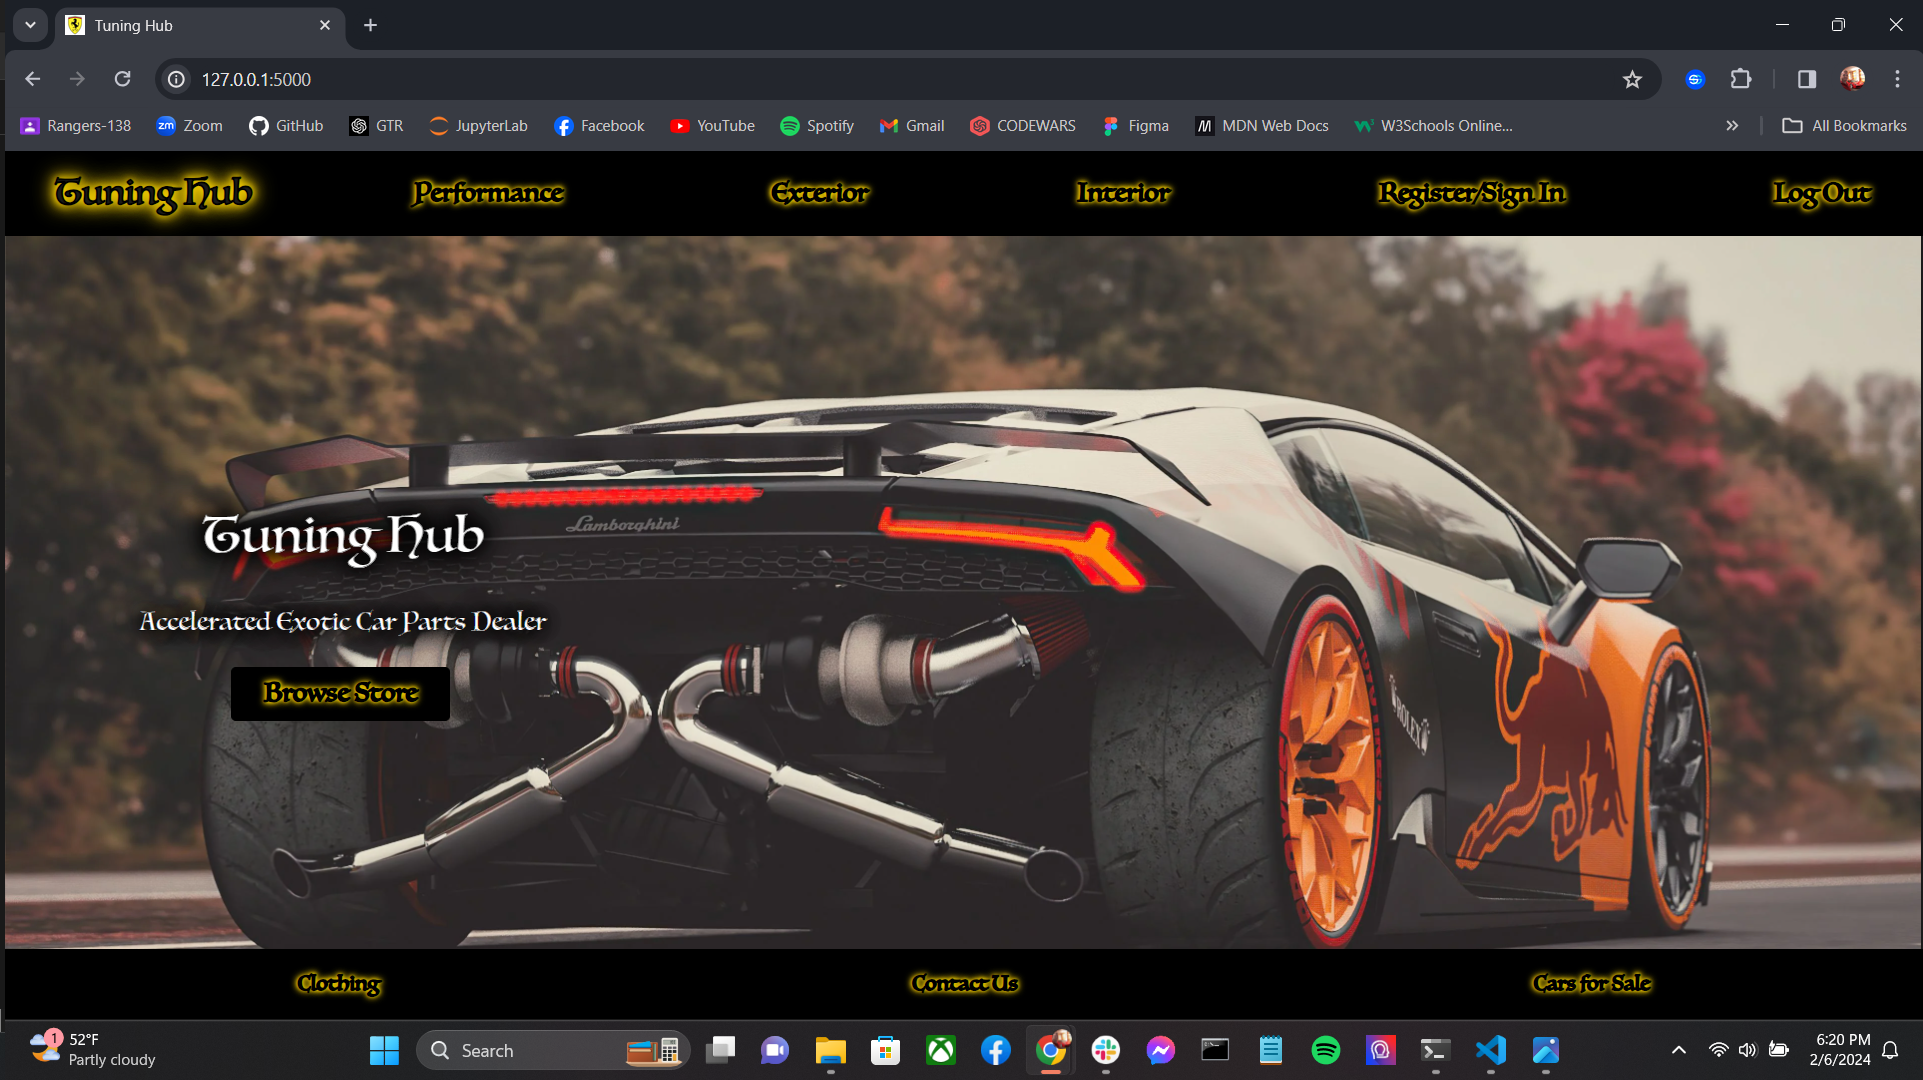 Tuning Hub
127.0.0.1:5000
Rangers-138
Zoom
GitHub
GTR
JupyterLab
Facebook
YouTube
Spotify
Gmail
CODEWARS
Figma
MDN Web Docs
W3Schools Online...
All Bookmarks
Tuning Hub
Performance
Exterior
Interior
Register/Sign In
Log Out
Lamborghini
Tuning Hub
Accelerated Exotic Car Parts Dealer
Browse Store
ROLEX
Clothing
Contact Us
Cars for Sale
1
52°F
Partly cloudy
Search
6:20 PM
2/6/2024